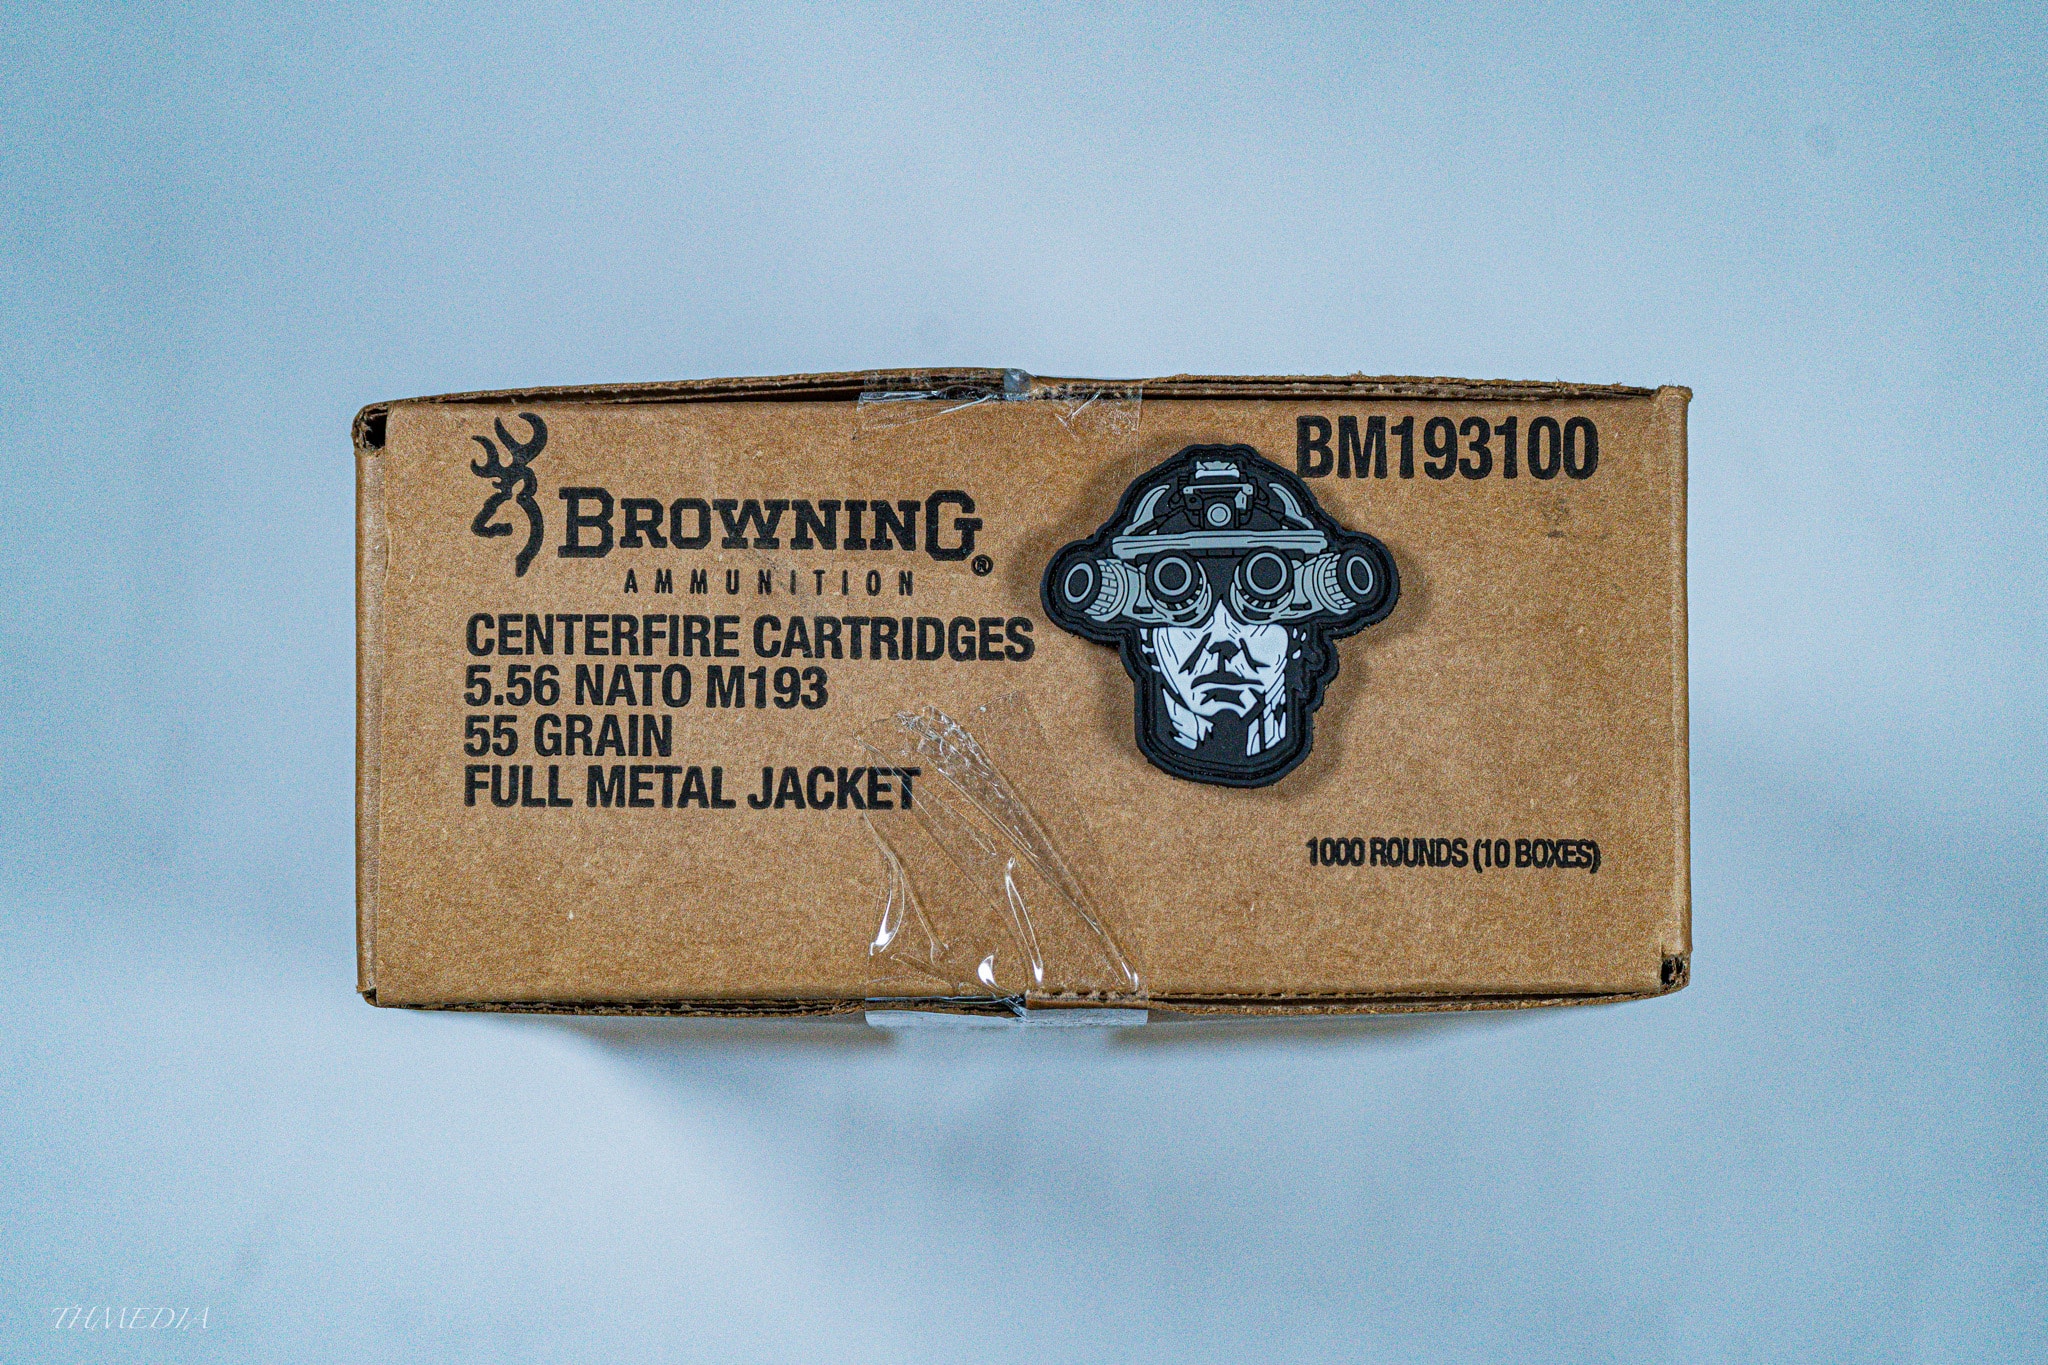 BROWNING®
AMMUNITION
CENTERFIRE CARTRIDGES
5.56 NATO M193
55 GRAIN
FULL METAL JACKET
BM193100
1000 ROUNDS (10 BOXES)
THMEDIA